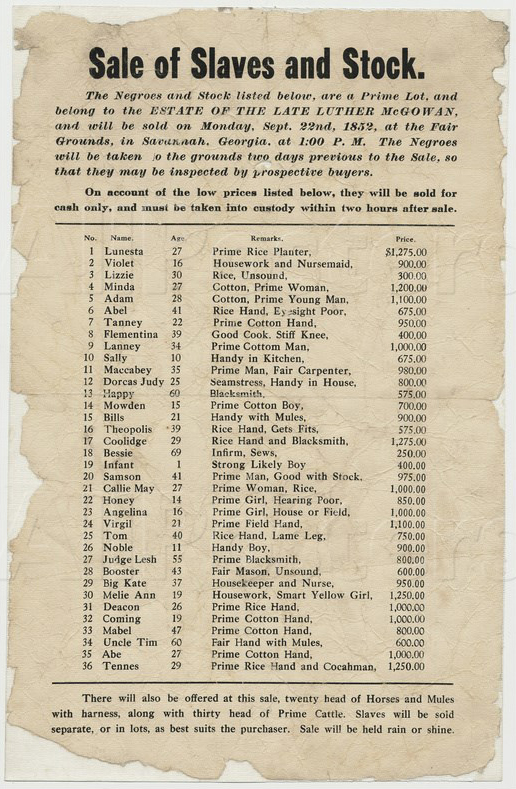 Sale of Slaves and Stock.
The Negroes and Stock listed below, are a Prime Lot, and
belong to the ESTATE OF THE LATE LUTHER McGOWAN,
and will be sold on Monday, Sept. 22nd, 1852, at the Fair
Grounds, in Savannah, Georgia, at 1:00 P. M. The Negroes
will be taken to the grounds two days previous to the Sale, so
that they may be inspected by prospective buyers.
On account of the low prices listed below, they will be sold for
cash only, and must be taken into custody within two hours after sale.
No. Name. Age. Remarks. Price.
1 Lunesta 27 Prime Rice Planter, $1,275.00
2 Violet 16 Housework and Nursemaid, 900.00
3 Lizzie 30 Rice, Unsound, 300.00
4 Minda 27 Cotton, Prime Woman, 1,200.00
5 Adam 28 Cotton, Prime Young Man, 1,100.00
6 Abel 41 Rice Hand, Eyesight Poor, 675.00
7 Tanney 22 Prime Cotton Hand, 950.00
8 Flementina 39 Good Cook. Stiff Knee, 400.00
9 Lanney 34 Prime Cottom Man, 1,000.00
10 Sally 10 Handy in Kitchen, 675.00
11 Maccabey 35 Prime Man, Fair Carpenter, 980.00
12 Dorcas Judy 25 Seamstress, Handy in House, 800.00
13 Happy 60 Blacksmith, 575.00
14 Mowden 15 Prime Cotton Boy, 700.00
15 Bills 21 Handy with Mules, 900.00
16 Theopolis 39 Rice Hand, Gets Fits, 575.00
17 Coolidge 29 Rice Hand and Blacksmith, 1,275.00
18 Bessie 69 Infirm, Sews, 250.00
19 Infant 1 Strong Likely Boy 400.00
20 Samson 41 Prime Man, Good with Stock, 975.00
21 Callie May 27 Prime Woman, Rice, 1,000.00
22 Honey 14 Prime Girl, Hearing Poor, 850.00
23 Angelina 16 Prime Girl, House or Field, 1,000.00
24 Virgil 21 Prime Field Hand, 1,100.00
25 Tom 40 Rice Hand, Lame Leg, 750.00
26 Noble 11 Handy Boy, 900.00
27 Judge Lesh 55 Prime Blacksmith, 800.00
28 Booster 43 Fair Mason, Unsound, 600.00
29 Big Kate 37 Housekeeper and Nurse, 950.00
30 Melie Ann 19 Housework, Smart Yellow Girl, 1,250.00
31 Deacon 26 Prime Rice Hand, 1,000.00
32 Coming 19 Prime Cotton Hand, 1,000.00
33 Mabel 47 Prime Cotton Hand, 800.00
34 Uncle Tim 60 Fair Hand with Mules, 600.00
35 Abe 27 Prime Cotton Hand, 1,000.00
36 Tennes 29 Prime Rice Hand and Cocahman, 1,250.00
There will also be offered at this sale, twenty head of Horses and Mules
with harness, along with thirty head of Prime Cattle. Slaves will be sold
separate, or in lots, as best suits the purchaser. Sale will be held rain or shine.